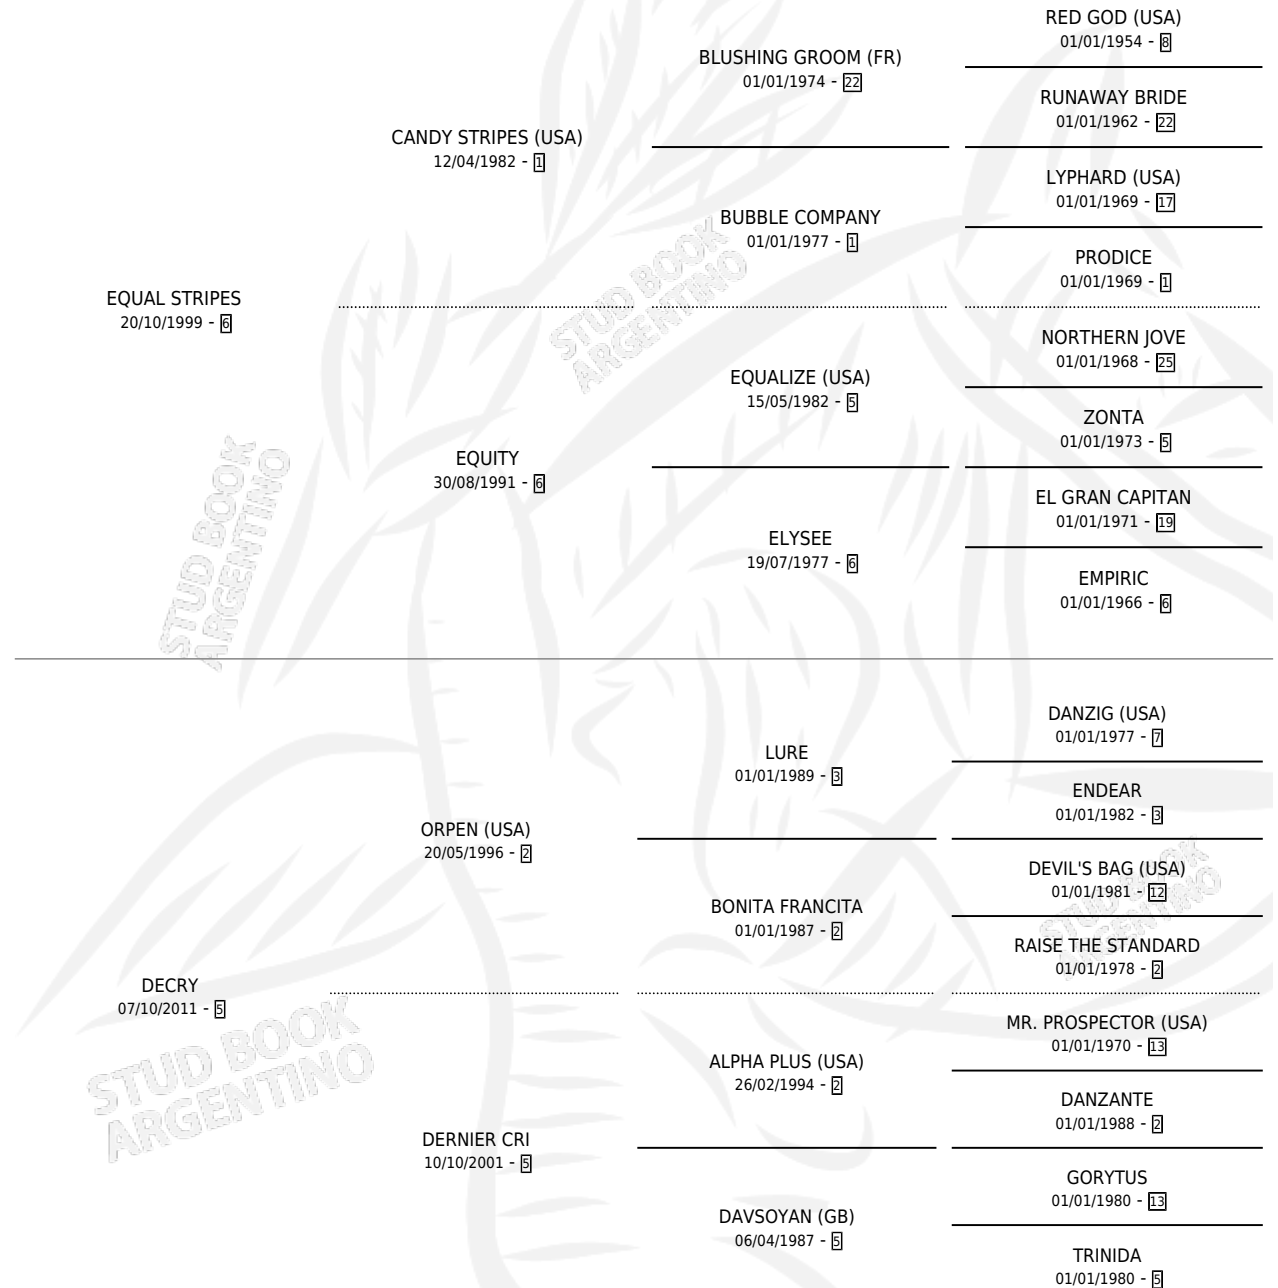 RED GOD (USA)
01/01/1954 - 8
BLUSHING GROOM (FR)
01/01/1974 - 22
RUNAWAY BRIDE
01/01/1962 - 22
CANDY STRIPES (USA)
12/04/1982 - 1
LYPHARD (USA)
01/01/1969 - 17
BUBBLE COMPANY
01/01/1977 - 1
PRODICE
01/01/1969 - 1
EQUAL STRIPES
20/10/1999 - 6
STUD BOOK
ARGENTINO
NORTHERN JOVE
01/01/1968 - 25
EQUALIZE (USA)
15/05/1982 - 5
ZONTA
01/01/1973 - 5
EQUITY
30/08/1991 - 6
EL GRAN CAPITAN
01/01/1971 - 19
ELYSEE
19/07/1977 - 6
EMPIRIC
01/01/1966 - 6
STUD BOOK
ARGENTINO
DANZIG (USA)
01/01/1977 - 7
LURE
01/01/1989 - 3
ENDEAR
01/01/1982 - 3
ORPEN (USA)
20/05/1996 - 2
DEVIL'S BAG (USA)
01/01/1981 - 12
STUD BOOK
ARGENTINO
BONITA FRANCITA
01/01/1987 - 2
RAISE THE STANDARD
01/01/1978 - 2
DECRY
07/10/2011 - 5
MR. PROSPECTOR (USA)
01/01/1970 - 13
STUD BOOK
ARGENTINO
ALPHA PLUS (USA)
26/02/1994 - 2
DANZANTE
01/01/1988 - 2
DERNIER CRI
10/10/2001 - 5
GORYTUS
01/01/1980 - 13
DAVSOYAN (GB)
06/04/1987 - 5
TRINIDA
01/01/1980 - 5